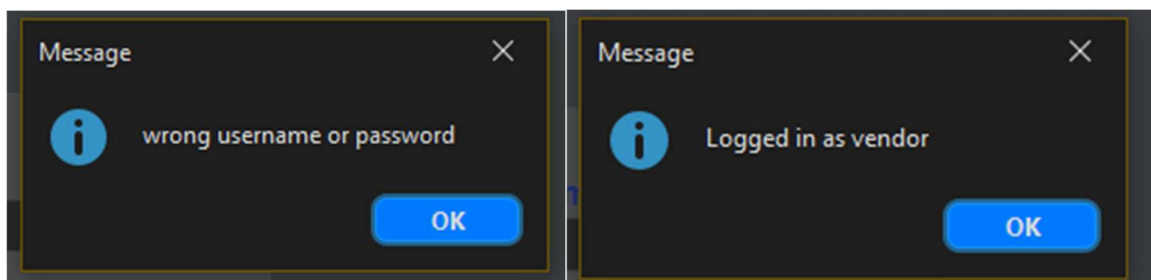 Message
wrong username or password
OK
Message
Logged in as vendor
OK